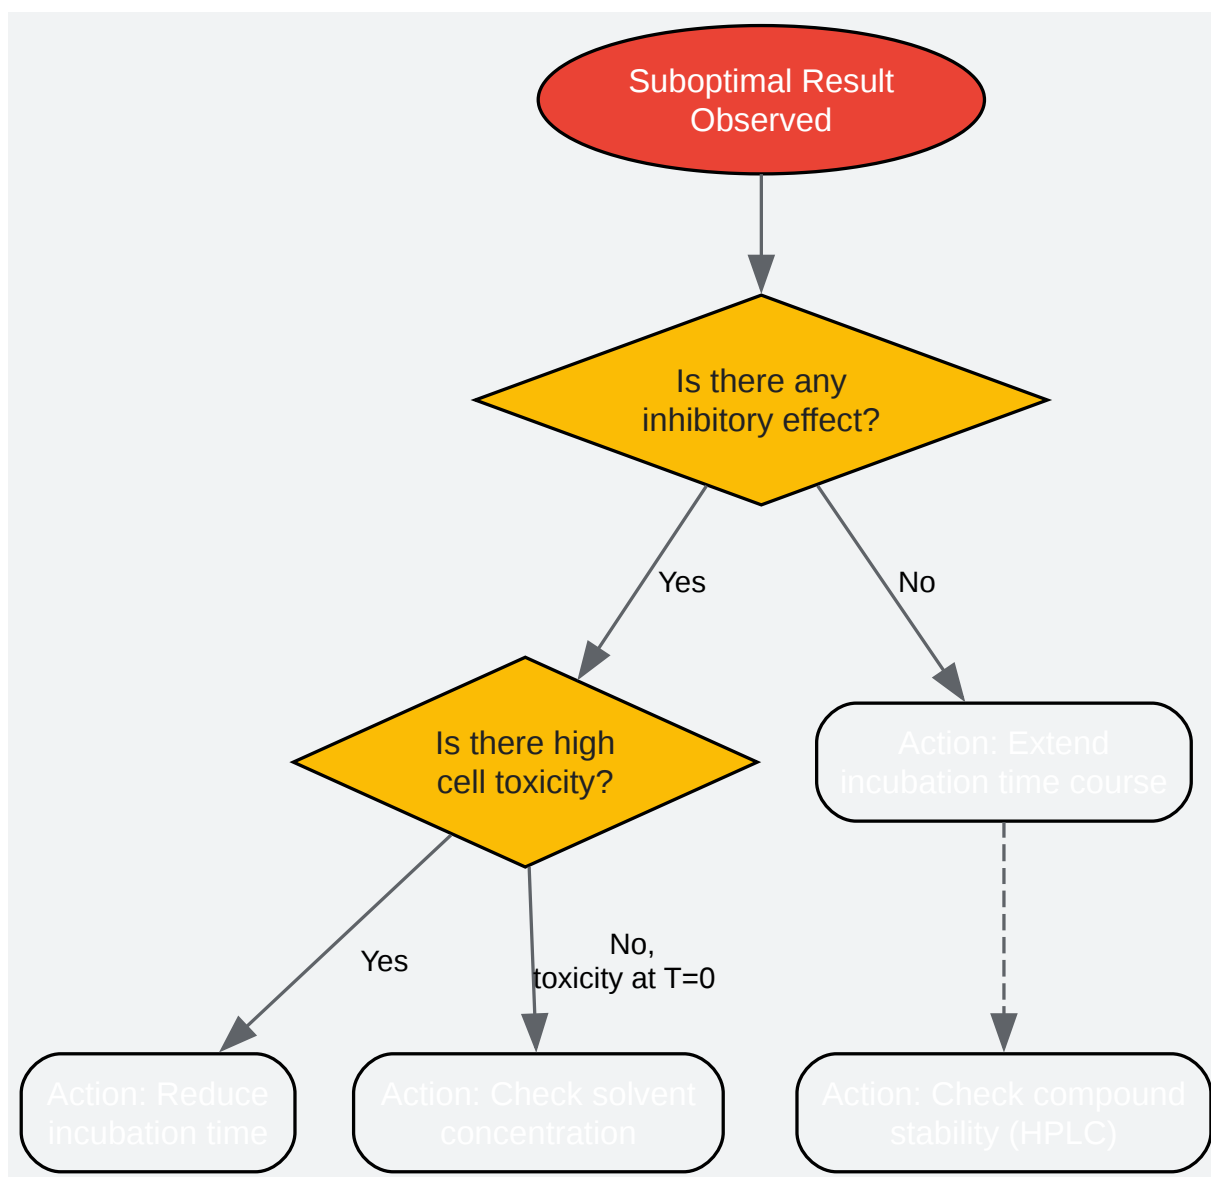 Suboptimal Result
Observed
Is there any
inhibitory effect?
Yes
No
Is there high
cell toxicity?
Action: Extend
incubation time course
Yes
No,
toxicity at T=0
Action: Reduce
incubation time
Action: Check solvent
concentration
Action: Check compound
stability (HPLC)